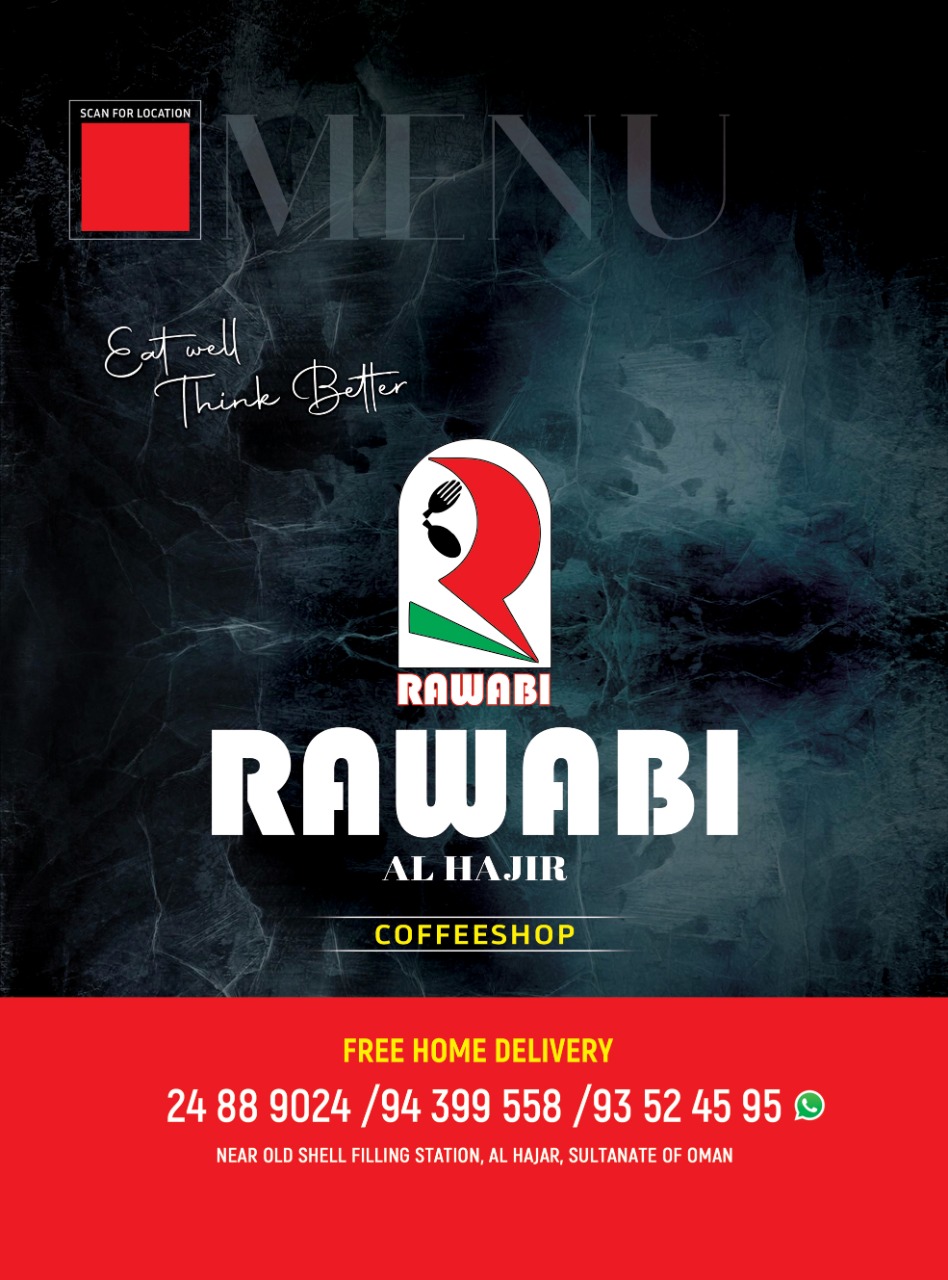 SCAN FOR LOCATION
MENU
Eat well
Think Better
RAWABI
RAWABI
AL HAJIR
COFFEESHOP
FREE HOME DELIVERY
24 88 9024 /94 399 558 /93 52 45 95
NEAR OLD SHELL FILLING STATION, AL HAJAR, SULTANATE OF OMAN